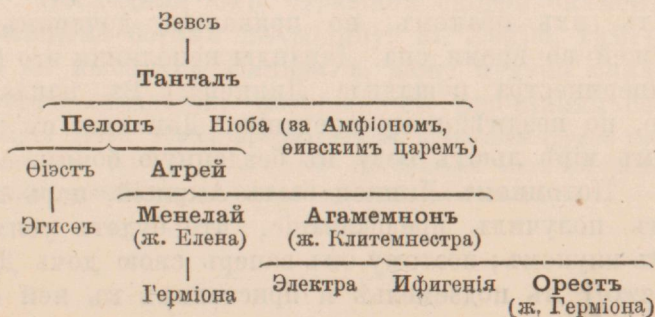 Зевсъ
Танталъ
Пелопъ Ніоба (за Амфіономъ,
ѳивскимъ царемъ)
Ѳіэстъ Атрей
Эгисѳъ Менелай Агамемнонъ
(ж. Елена) (ж. Клитемнестра)
Герміона Электра Ифигенія Орестъ
(ж. Герміона)